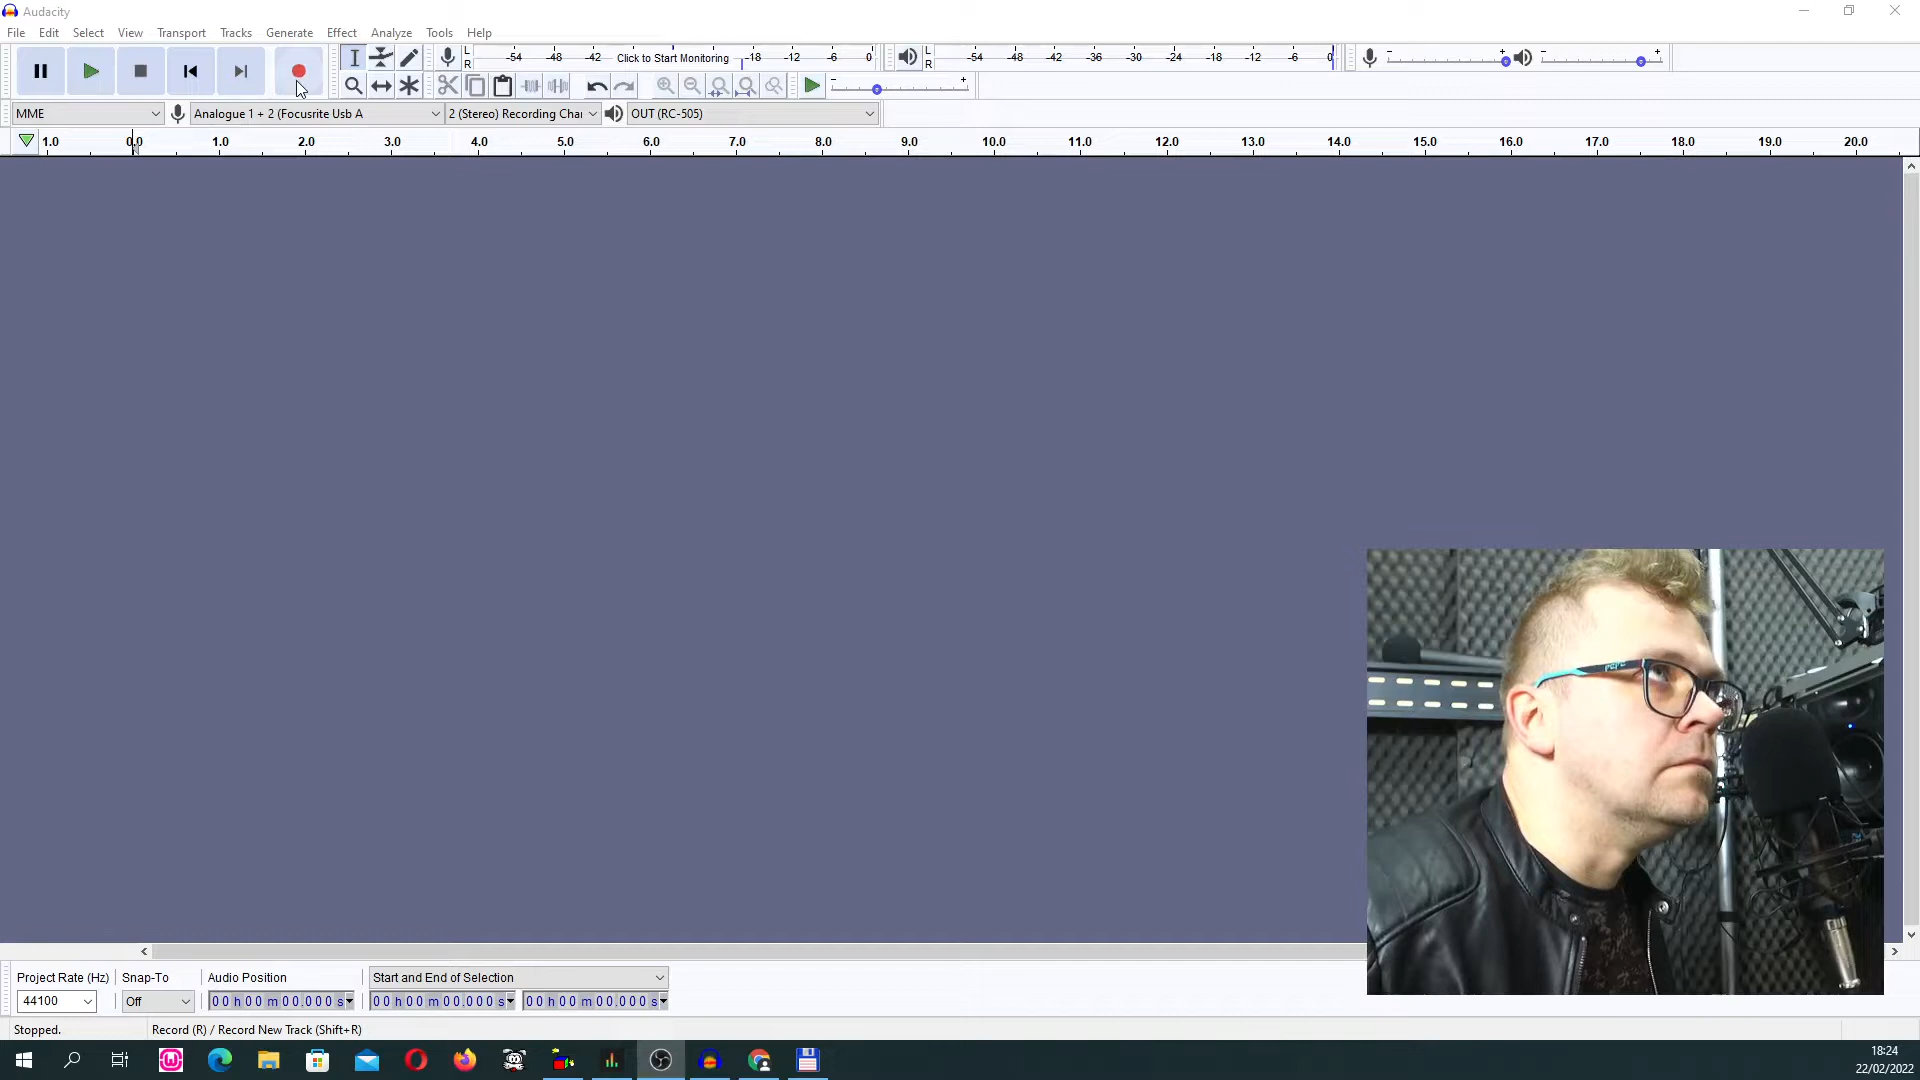 Audacity
File Edit Select View Transport Tracks Generate Effect Analyze Tools Help
L
R
-54 -48 -42 Click to Start Monitoring -18 -12 -6 0
L
R
-54 -48 -42 -36 -30 -24 -18 -12 -6 0
- + - +
- +
MME Analogue 1 + 2 (Focusrite Usb A 2 (Stereo) Recording Char OUT (RC-505)
1.0 0.0 1.0 2.0 3.0 4.0 5.0 6.0 7.0 8.0 9.0 10.0 11.0 12.0 13.0 14.0 15.0 16.0 17.0 18.0 19.0 20.0
Project Rate (Hz) Snap-To Audio Position Start and End of Selection
44100 Off 00 h 00 m 00.000 s 00 h 00 m 00.000 s 00 h 00 m 00.000 s
Stopped. Record (R) / Record New Track (Shift+R)
18:24
22/02/2022